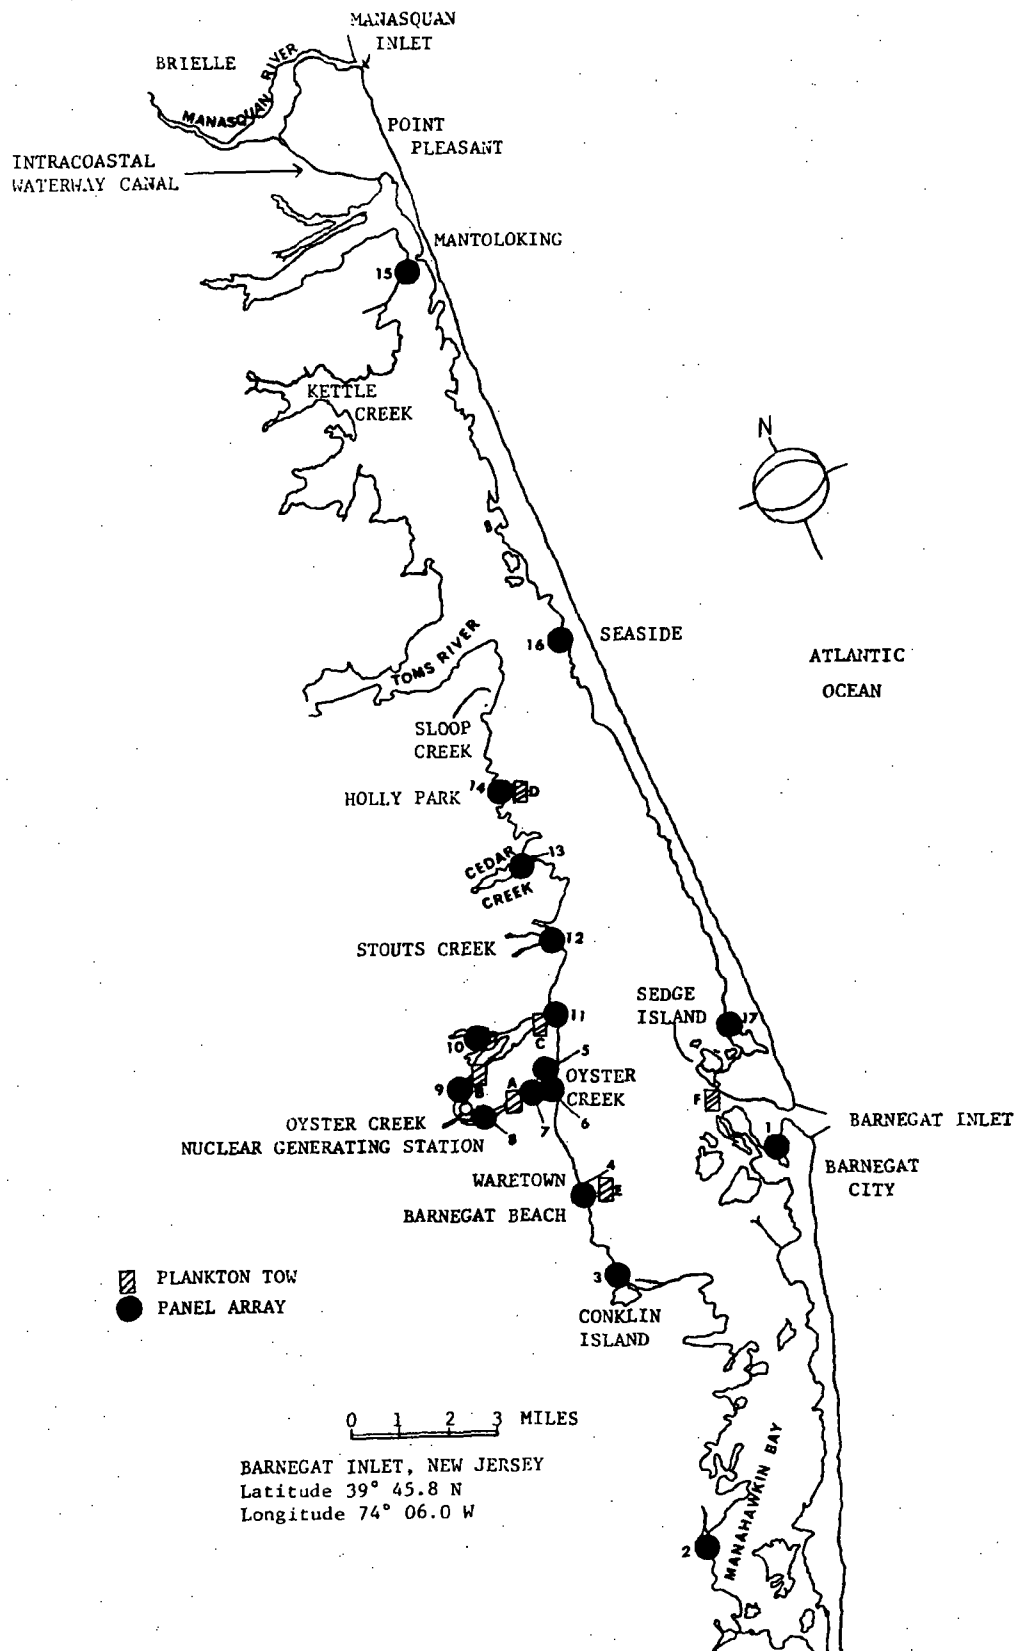 MANASQUAN
INLET
BRIELLE
MANASQUAN RIVER
POINT
PLEASANT
INTRACOASTAL
WATERWAY CANAL
MANTOLOKING
15
KETTLE
CREEK
N
SEASIDE
16
TOMS RIVER
ATLANTIC
OCEAN
SLOOP
CREEK
14
D
HOLLY PARK
13
CEDAR
CREEK
12
STOUTS CREEK
SEDGE
ISLAND
17
11
C
10
5
OYSTER
CREEK
9
B
A
F
6
7
8
OYSTER CREEK
NUCLEAR GENERATING STATION
BARNEGAT INLET
1
BARNEGAT
CITY
WARETOWN
4
E
BARNEGAT BEACH
3
PLANKTON TOW
PANEL ARRAY
CONKLIN
ISLAND
0 1 2 3 MILES
BARNEGAT INLET, NEW JERSEY
Latitude 39° 45.8 N
Longitude 74° 06.0 W
MANAHAWKIN BAY
2